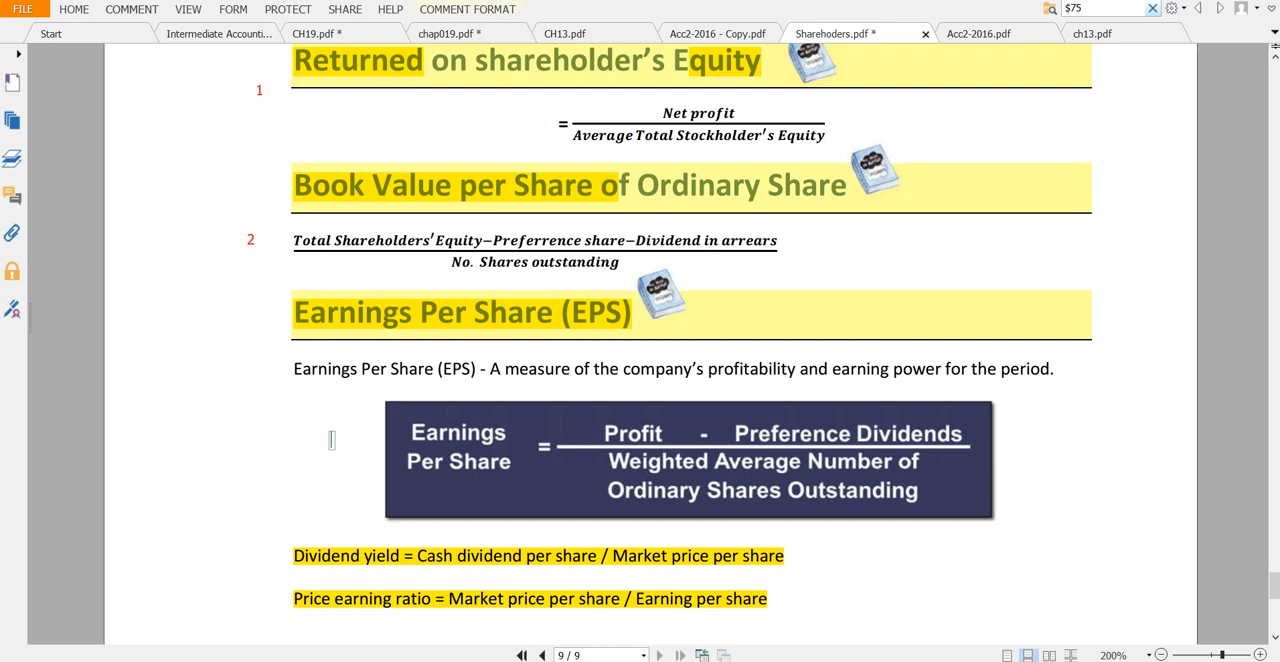 FILE HOME COMMENT VIEW FORM PROTECT SHARE HELP COMMENT FORMAT $75
Start Intermediate Accounti... CH19.pdf * chap019.pdf * CH13.pdf Acc2-2016 - Copy.pdf Shareholders.pdf * Acc2-2016.pdf ch13.pdf
Returned on shareholder's Equity
1
= Net profit
Average Total Stockholder's Equity
Book Value per Share of Ordinary Share
2
Total Shareholders' Equity−Preferrence share−Dividend in arrears
No. Shares outstanding
Earnings Per Share (EPS)
Earnings Per Share (EPS) - A measure of the company's profitability and earning power for the period.
Earnings Per Share = Profit - Preference Dividends
Weighted Average Number of
Ordinary Shares Outstanding
Dividend yield = Cash dividend per share / Market price per share
Price earning ratio = Market price per share / Earning per share
9 / 9 200%